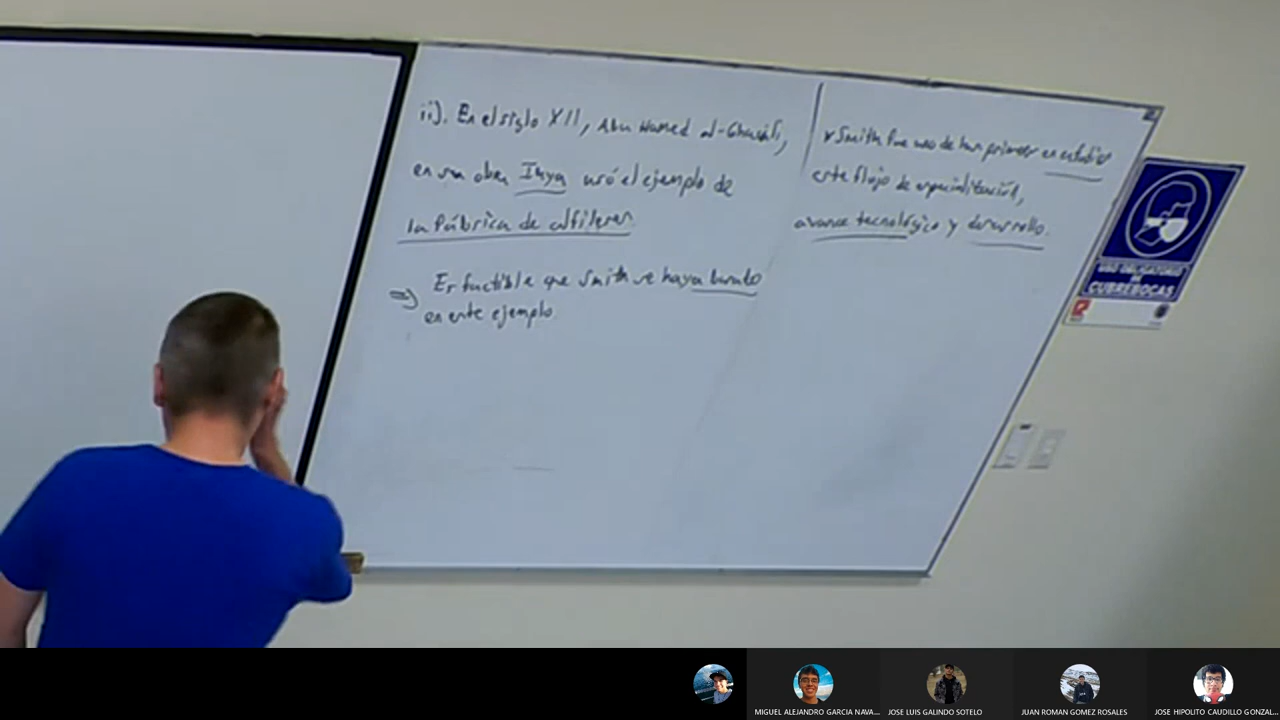 ii). En el siglo XII, Abu Hamed al-Ghazali,
en su obra Ihya usó el ejemplo de
la fábrica de alfileres.
=> Es factible que Smith se haya basado
en este ejemplo.
Smith fue uno de los primeros en estudiar
este flujo de especialización,
avance tecnológico y desarrollo.
USO OBLIGATORIO
DE
CUBREBOCAS
MIGUEL ALEJANDRO GARCIA NAVA...
JOSE LUIS GALINDO SOTELO
JUAN ROMAN GOMEZ ROSALES
JOSE HIPOLITO CAUDILLO GONZAL...